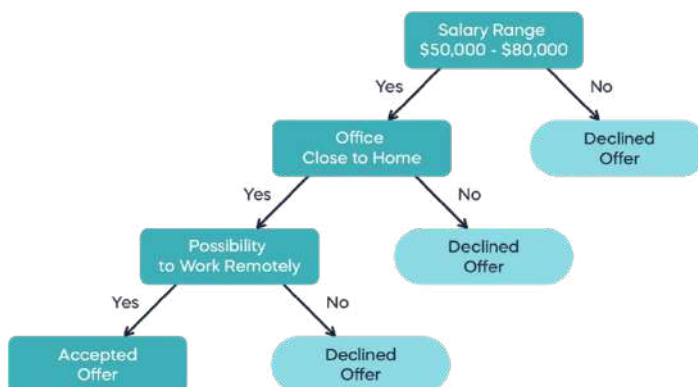 Salary Range
$50,000 - $80,000
Yes
No
Office
Close to Home
Declined
Offer
Yes
No
Possibility
to Work Remotely
Declined
Offer
Yes
No
Accepted
Offer
Declined
Offer